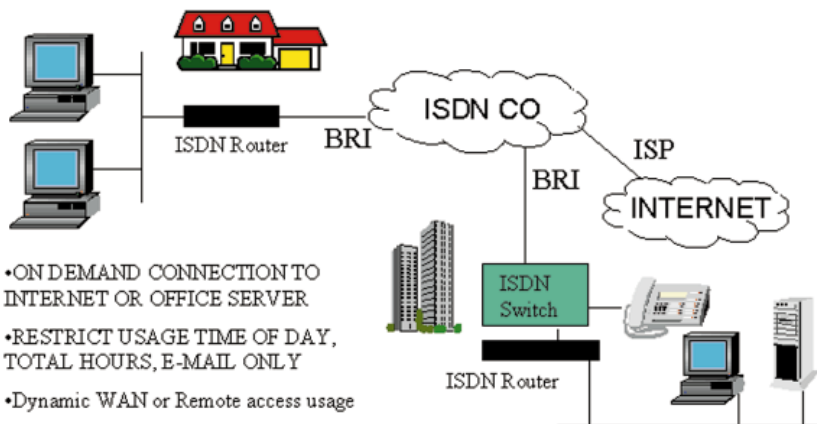 ISDN CO
ISDN Router
BRI
ISP
BRI
INTERNET
•ON DEMAND CONNECTION TO
INTERNET OR OFFICE SERVER
•RESTRICT USAGE TIME OF DAY,
TOTAL HOURS, E-MAIL ONLY
•Dynamic WAN or Remote access usage
ISDN
Switch
ISDN Router